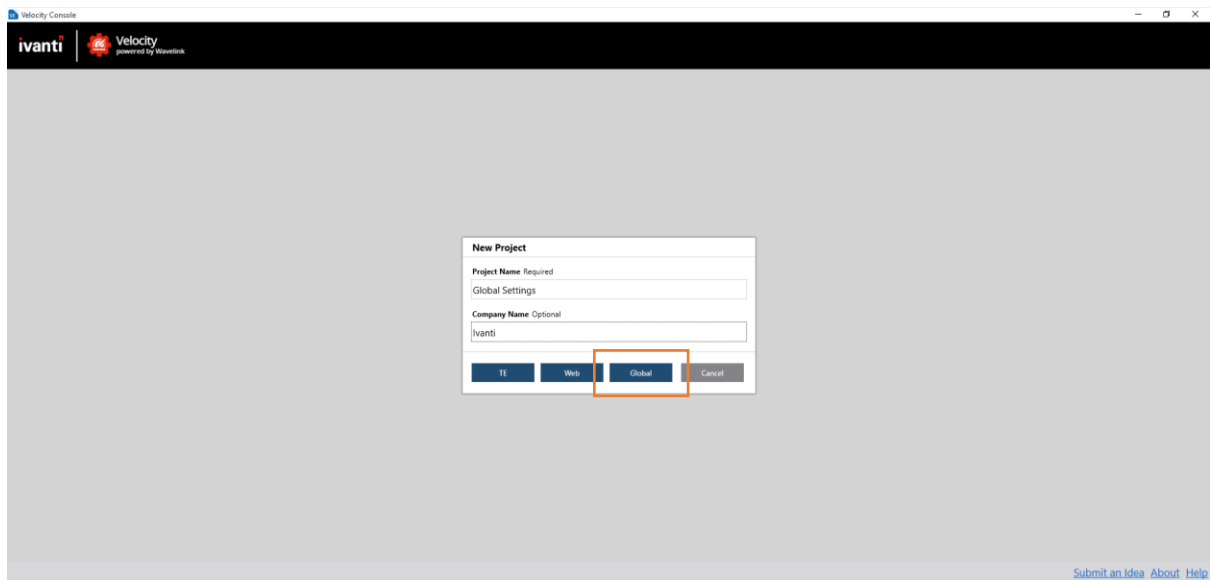 Velocity Console
ivanti
Velocity
powered by Wavelink
New Project
Project Name Required
Global Settings
Company Name Optional
Ivanti
TE Web Global Cancel
Submit an Idea About Help